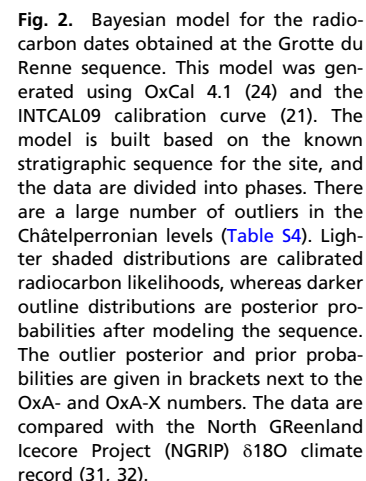 Fig. 2. Bayesian model for the radio-
carbon dates obtained at the Grotte du
Renne sequence. This model was gen-
erated using OxCal 4.1 (24) and the
INTCAL09 calibration curve (21). The
model is built based on the known
stratigraphic sequence for the site, and
the data are divided into phases. There
are a large number of outliers in the
Châtelperronian levels (Table S4). Ligh-
ter shaded distributions are calibrated
radiocarbon likelihoods, whereas darker
outline distributions are posterior pro-
babilities after modeling the sequence.
The outlier posterior and prior proba-
bilities are given in brackets next to the
OxA- and OxA-X numbers. The data are
compared with the North GReenland
Icecore Project (NGRIP) δ18O climate
record (31, 32).